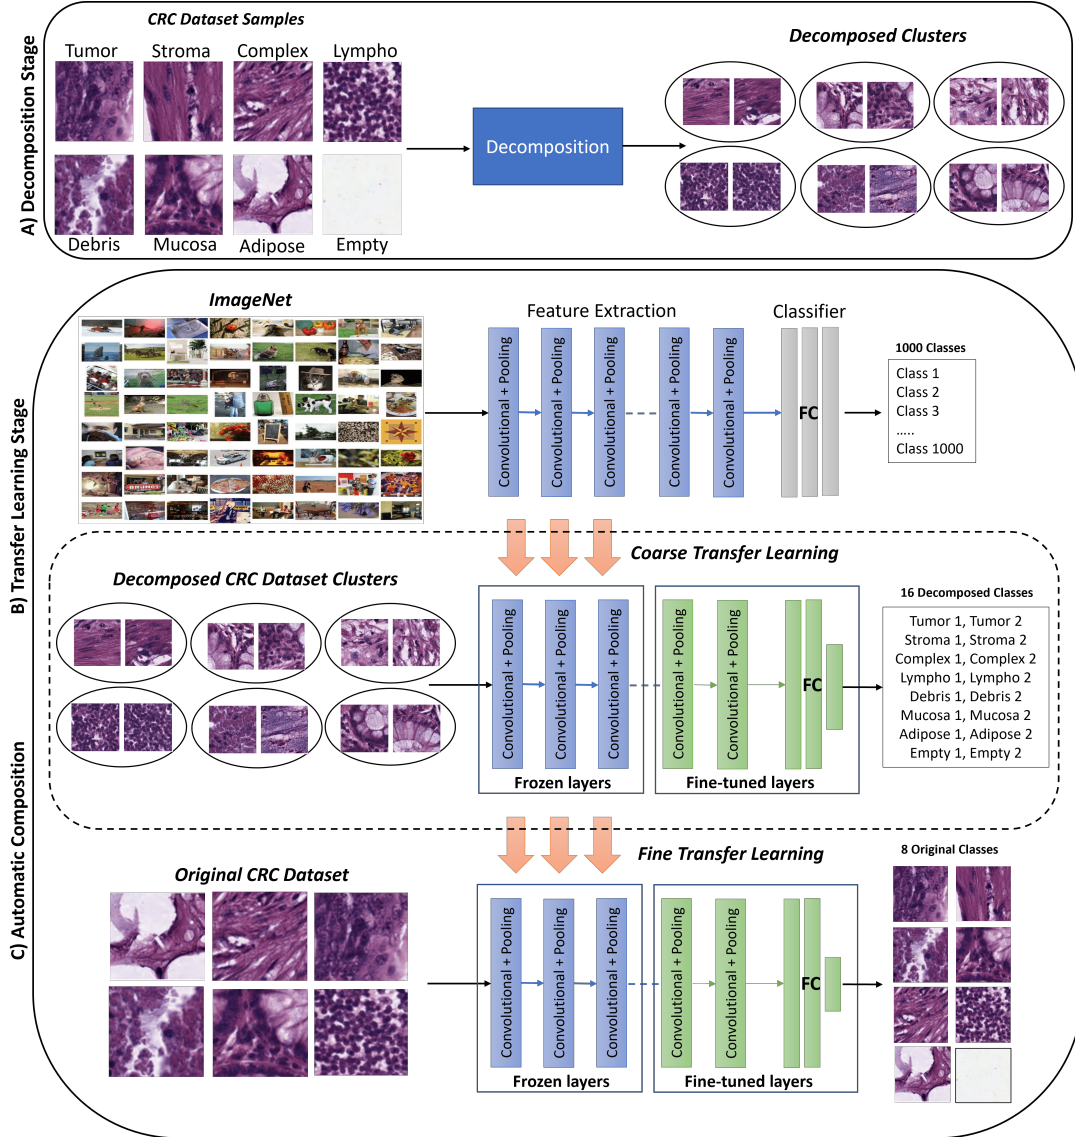 A) Decomposition Stage
CRC Dataset Samples
Tumor Stroma Complex Lympho
Debris Mucosa Adipose Empty
Decomposition
Decomposed Clusters
B) Transfer Learning Stage
ImageNet
Feature Extraction
Classifier
Convolutional + Pooling
Convolutional + Pooling
Convolutional + Pooling
Convolutional + Pooling
Convolutional + Pooling
FC
1000 Classes
Class 1
Class 2
Class 3
.....
Class 1000
Coarse Transfer Learning
Decomposed CRC Dataset Clusters
Convolutional + Pooling
Convolutional + Pooling
Convolutional + Pooling
Frozen layers
Convolutional + Pooling
Convolutional + Pooling
FC
Fine-tuned layers
16 Decomposed Classes
Tumor 1, Tumor 2
Stroma 1, Stroma 2
Complex 1, Complex 2
Lympho 1, Lympho 2
Debris 1, Debris 2
Mucosa 1, Mucosa 2
Adipose 1, Adipose 2
Empty 1, Empty 2
C) Automatic Composition
Fine Transfer Learning
Original CRC Dataset
Convolutional + Pooling
Convolutional + Pooling
Convolutional + Pooling
Frozen layers
Convolutional + Pooling
Convolutional + Pooling
FC
Fine-tuned layers
8 Original Classes